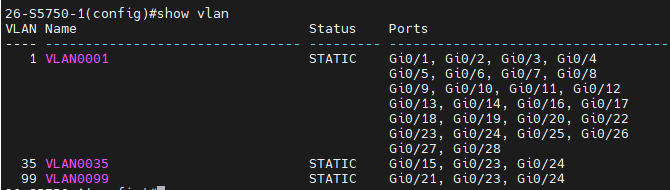 26-S5750-1(config)#show vlan
VLAN Name                             Status    Ports
---- -------------------------------- --------- -----------------------------------
   1 VLAN0001                         STATIC    Gi0/1, Gi0/2, Gi0/3, Gi0/4
                                                Gi0/5, Gi0/6, Gi0/7, Gi0/8
                                                Gi0/9, Gi0/10, Gi0/11, Gi0/12
                                                Gi0/13, Gi0/14, Gi0/16, Gi0/17
                                                Gi0/18, Gi0/19, Gi0/20, Gi0/22
                                                Gi0/23, Gi0/24, Gi0/25, Gi0/26
                                                Gi0/27, Gi0/28
  35 VLAN0035                         STATIC    Gi0/15, Gi0/23, Gi0/24
  99 VLAN0099                         STATIC    Gi0/21, Gi0/23, Gi0/24
26-S5750-1(config)#